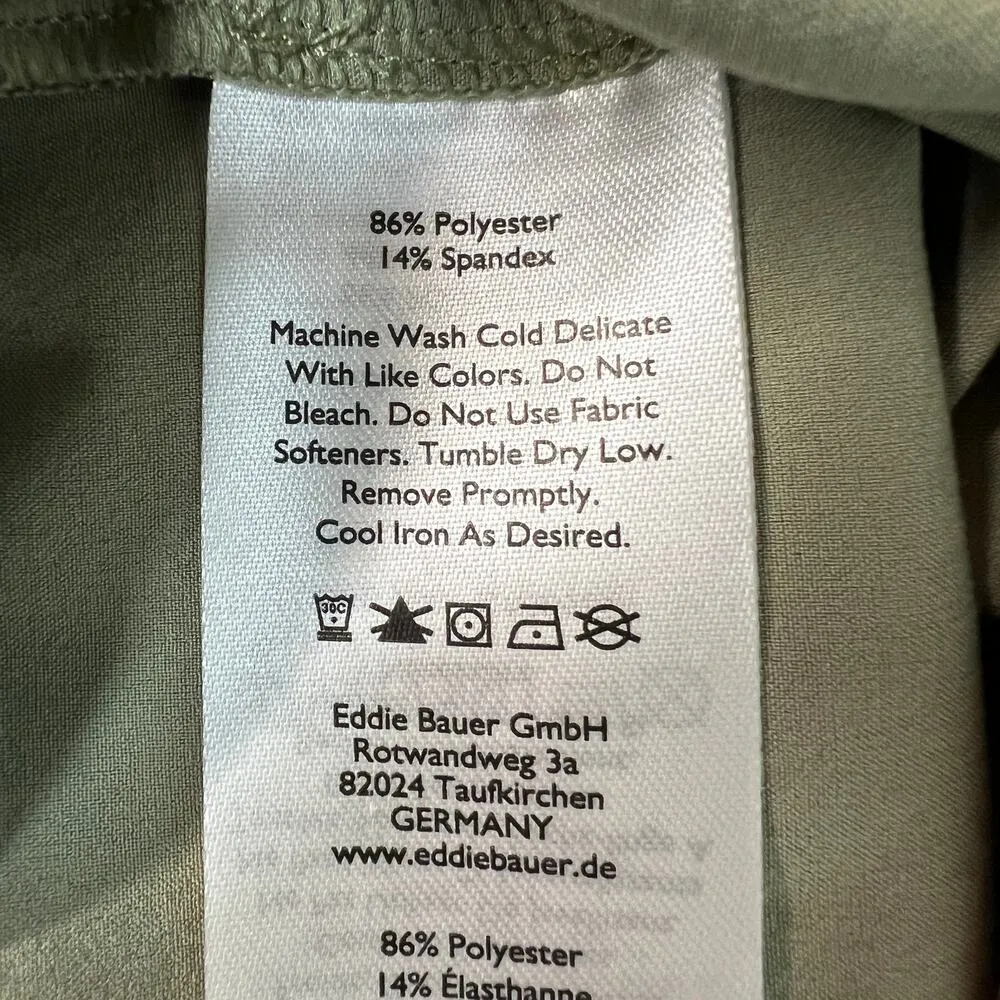 86% Polyester
14% Spandex
Machine Wash Cold Delicate
With Like Colors. Do Not
Bleach. Do Not Use Fabric
Softeners. Tumble Dry Low.
Remove Promptly.
Cool Iron As Desired.
30C
Eddie Bauer GmbH
Rotwandweg 3a
82024 Taufkirchen
GERMANY
www.eddiebauer.de
86% Polyester
14% Élasthanne